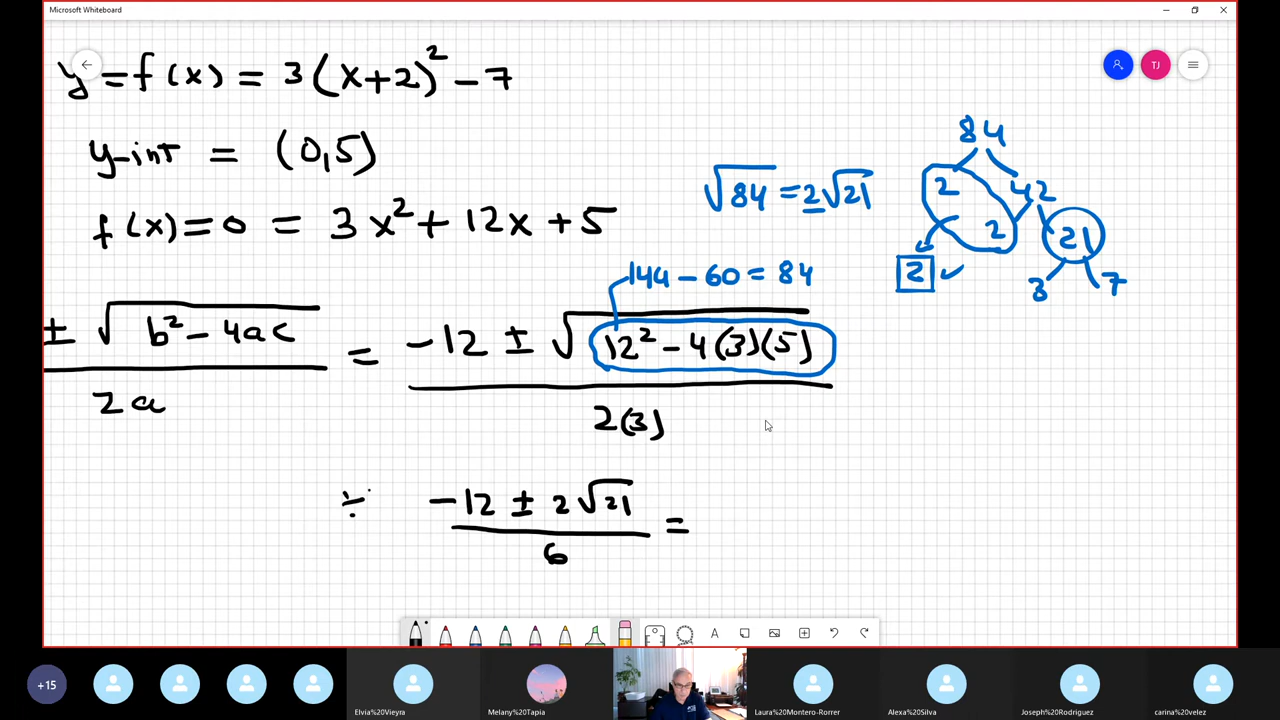 Microsoft Whiteboard
y = f(x) = 3(x+2)² - 7
TJ
y-int = (0,5)
f(x)=0 = 3x² + 12x + 5
√84 = 2√21
84
2 42
2 21
2 ✓
3 7
144 - 60 = 84
± √b² - 4ac / 2a = -12 ± √12² - 4(3)(5) / 2(3)
÷ -12 ± 2√21 / 6 =
A
+15
Elvia%20Vieyra
Melany%20Tapia
Laura%20Montero-Rorrer
Alexa%20Silva
Joseph%20Rodriguez
carina%20velez